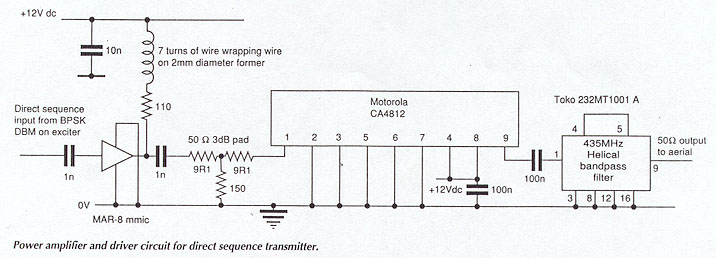 +12V dc
10n
7 turns of wire wrapping wire
on 2mm diameter former
110
Direct sequence
input from BPSK
DBM on exciter
1n
MAR-8 mmic
0V
1n
50 Ω 3dB pad
9R1
9R1
150
Motorola
CA4812
1 2 3 5 6 7 4 8 9
+12Vdc
100n
100n
Toko 232MT1001 A
4 5
1
435MHz
Helical
bandpass
filter
50Ω output
to aerial
9
3 8 12 16
Power amplifier and driver circuit for direct sequence transmitter.